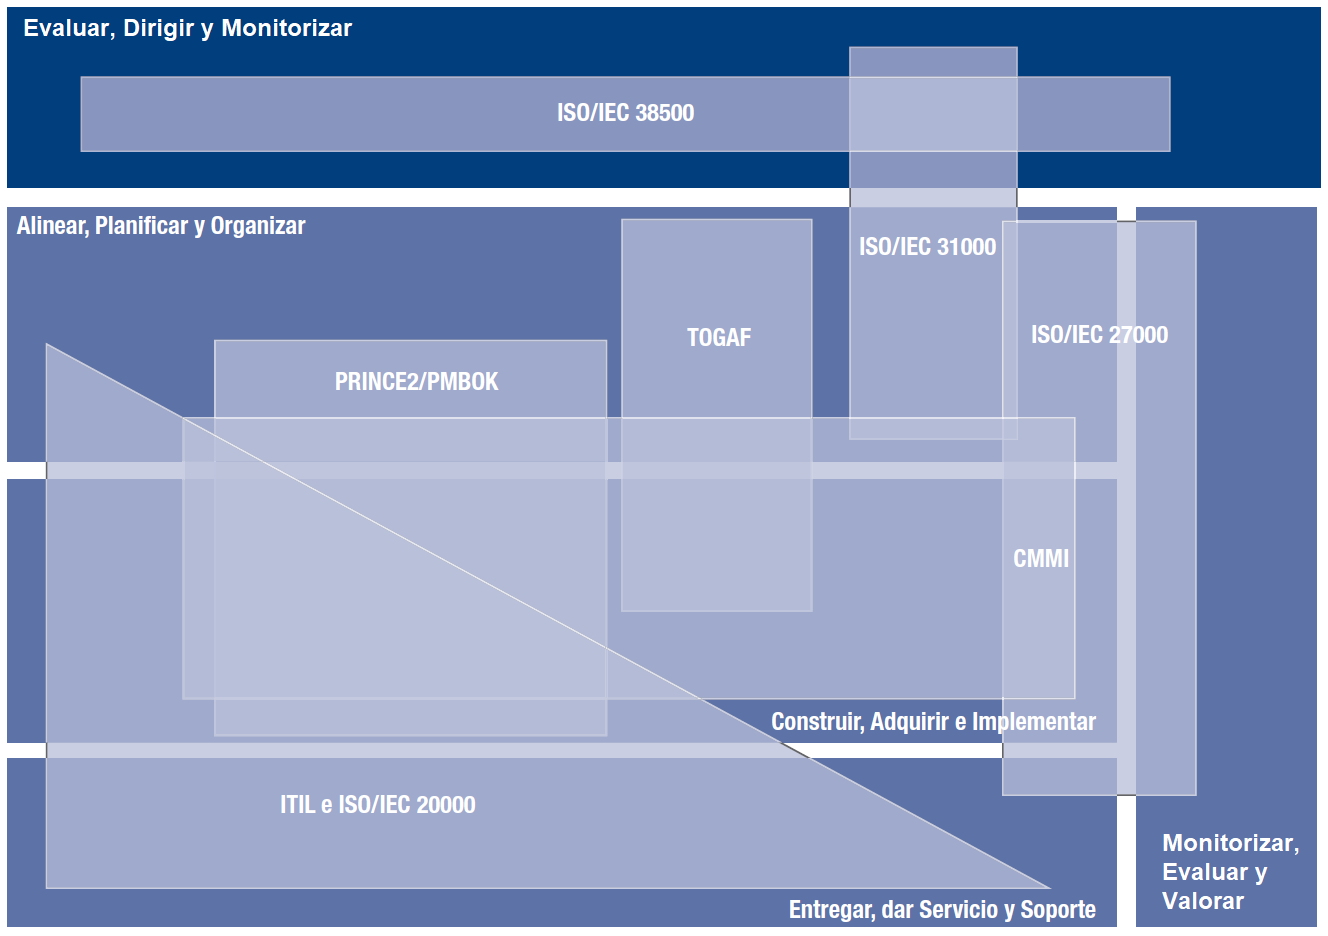 Evaluar, Dirigir y Monitorizar
ISO/IEC 38500
Alinear, Planificar y Organizar
ISO/IEC 31000
ISO/IEC 27000
TOGAF
PRINCE2/PMBOK
CMMI
Construir, Adquirir e Implementar
ITIL e ISO/IEC 20000
Monitorizar,
Evaluar y
Valorar
Entregar, dar Servicio y Soporte